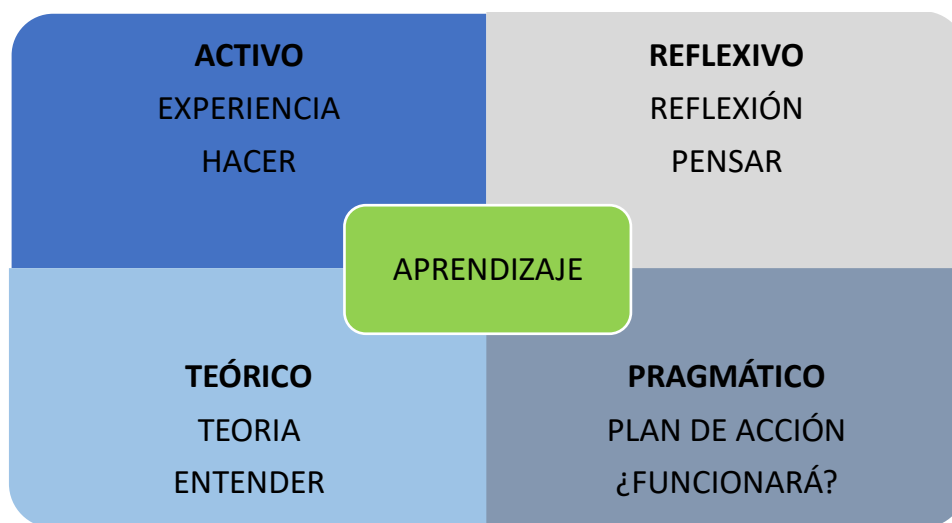 ACTIVO
EXPERIENCIA
HACER
REFLEXIVO
REFLEXIÓN
PENSAR
APRENDIZAJE
TEÓRICO
TEORIA
ENTENDER
PRAGMÁTICO
PLAN DE ACCIÓN
¿FUNCIONARÁ?